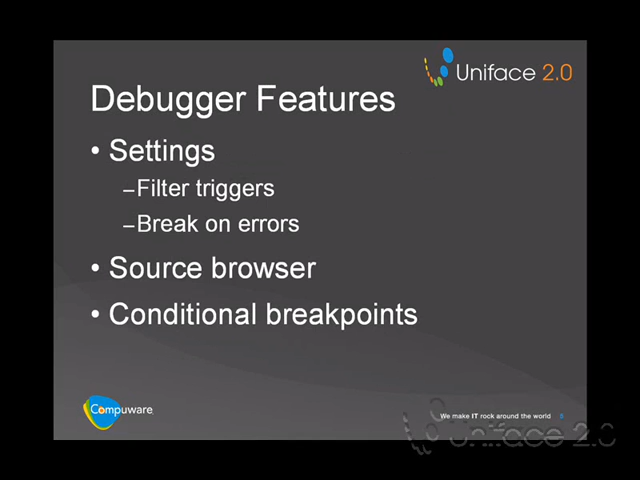 Uniface 2.0
Debugger Features
• Settings
–Filter triggers
–Break on errors
• Source browser
• Conditional breakpoints
Compuware
We make IT rock around the world
Uniface 2.0